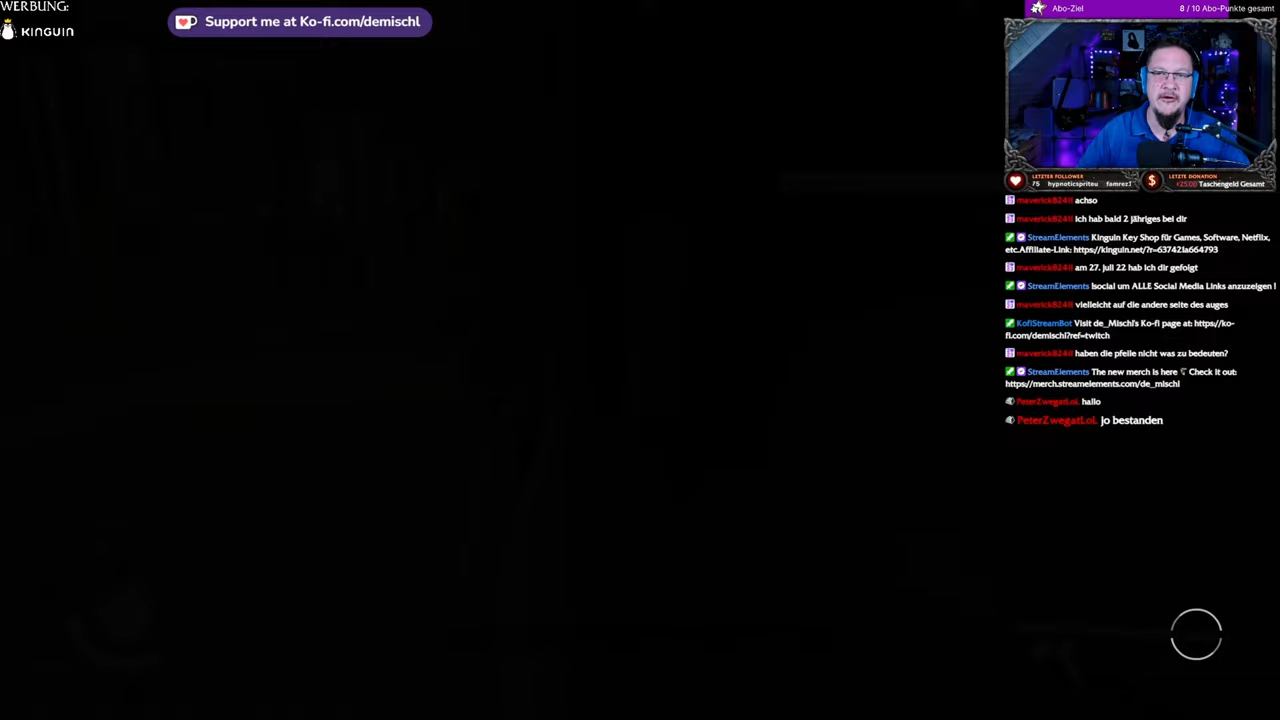 WERBUNG:
KINGUIN
Support me at Ko-fi.com/demischl
Abo-Ziel
8 / 10 Abo-Punkte gesamt
LETZTER FOLLOWER
75 hypnoticspriteu
LETZTE DONATION
Taschengeld Gesamt
achso
ich hab bald 2 jähriges bei dir
StreamElements Kinguin Key Shop für Games, Software, Netflix,
etc.Affiliate-Link: https://kinguin.net/?r=637421a664793
am 27. juli 22 hab ich dir gefolgt
StreamElements !social um ALLE Social Media Links anzuzeigen !
vielleicht auf die andere seite des auges
KofiStreamBot Visit de_Mischl's Ko-fi page at: https://ko-
fi.com/demischl?ref=twitch
haben die pfeile nicht was zu bedeuten?
StreamElements The new merch is here Check it out:
https://merch.streamelements.com/de_mischl
PeterZwegatLoL hallo
PeterZwegatLoL jo bestanden